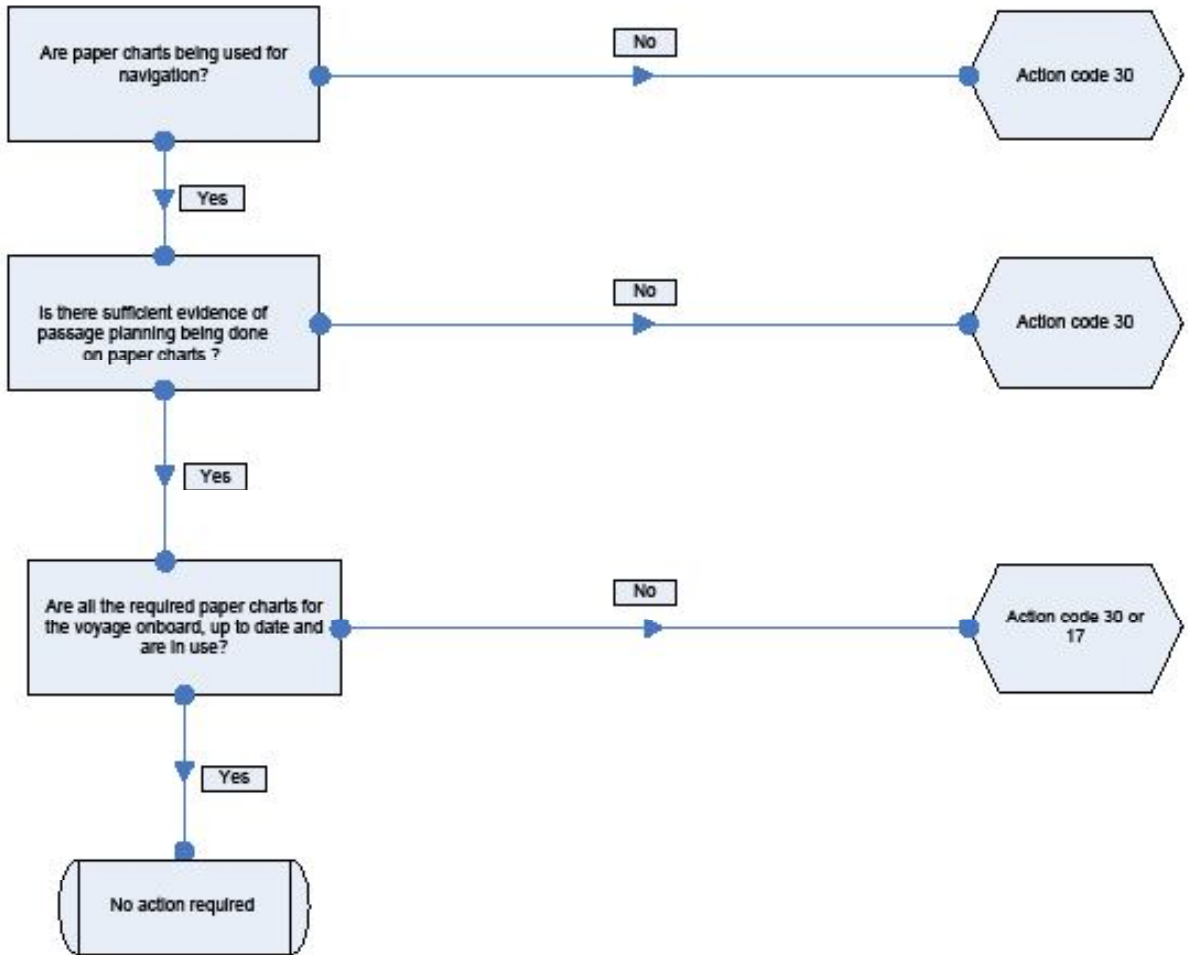 Are paper charts being used for
navigation?
No
Action code 30
Yes
Is there sufficient evidence of
passage planning being done
on paper charts ?
No
Action code 30
Yes
Are all the required paper charts for
the voyage onboard, up to date and
are in use?
No
Action code 30 or
17
Yes
No action required